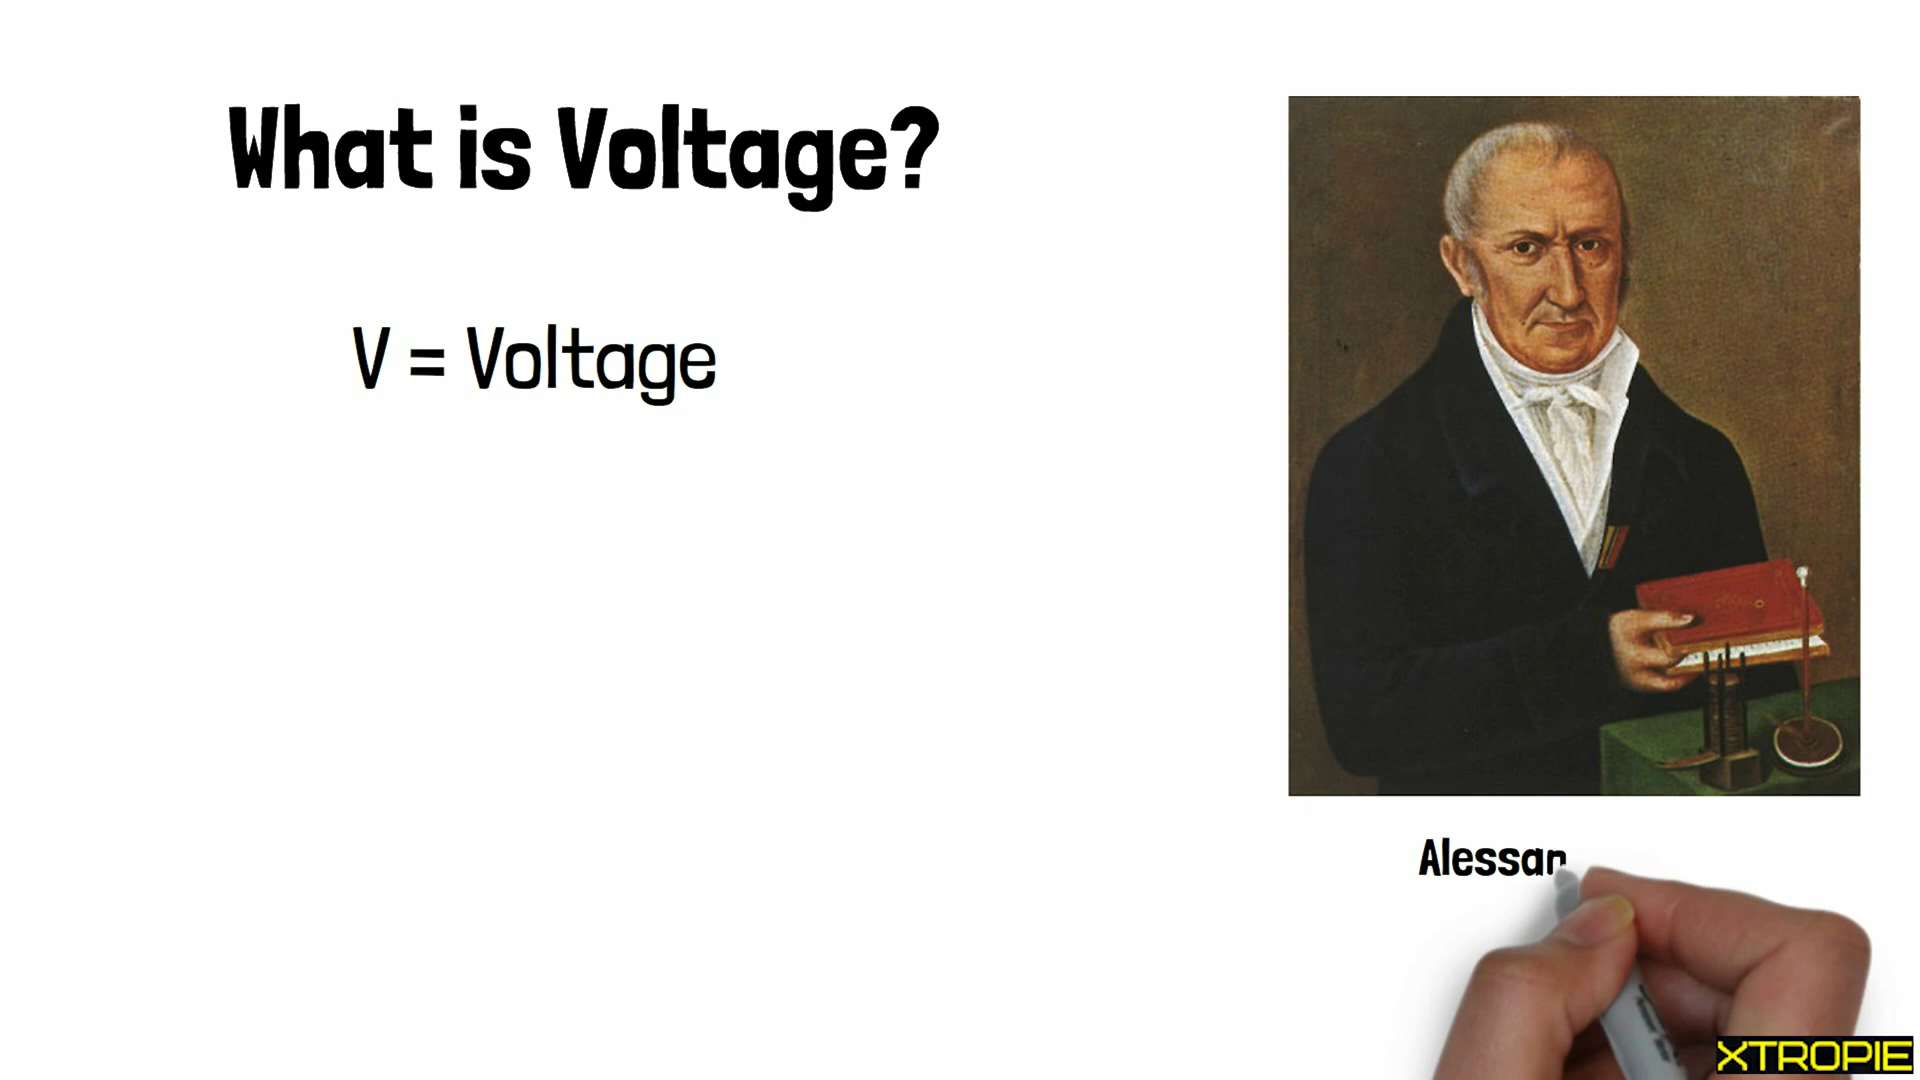 What is Voltage?
V = Voltage
Alessan
XTROPIE